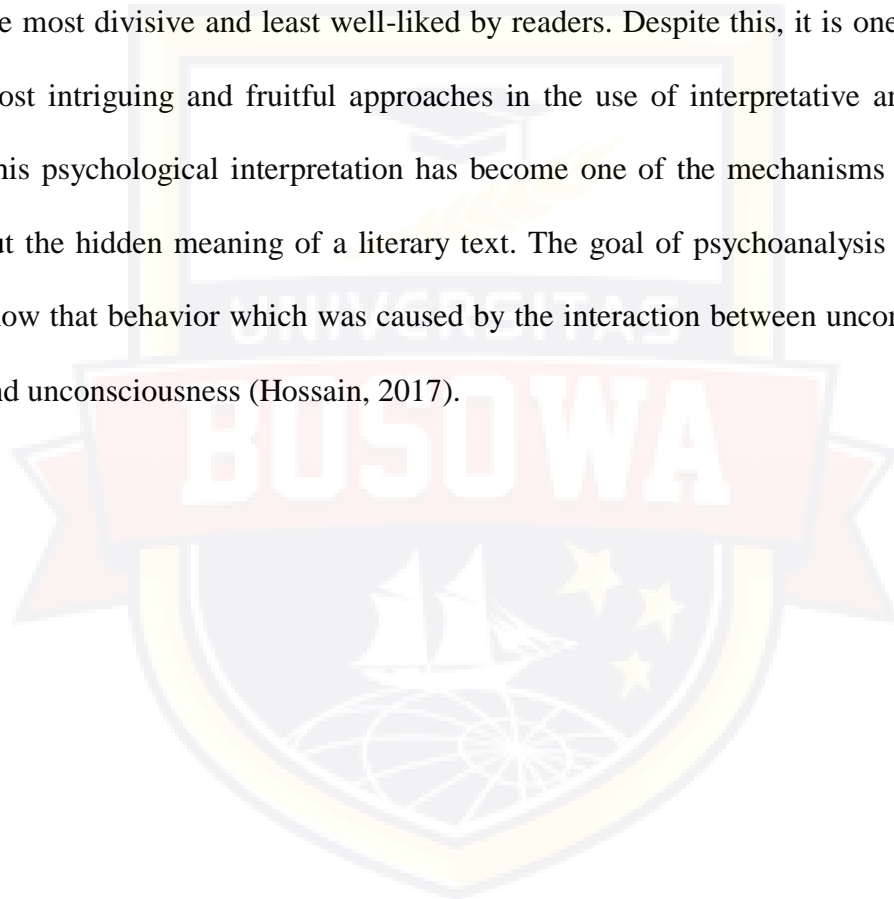 e most divisive and least well-liked by readers. Despite this, it is one
ost intriguing and fruitful approaches in the use of interpretative an
his psychological interpretation has become one of the mechanisms
ut the hidden meaning of a literary text. The goal of psychoanalysis
how that behavior which was caused by the interaction between uncon
nd unconsciousness (Hossain, 2017).
UNIVERSITAS
BOSOWA